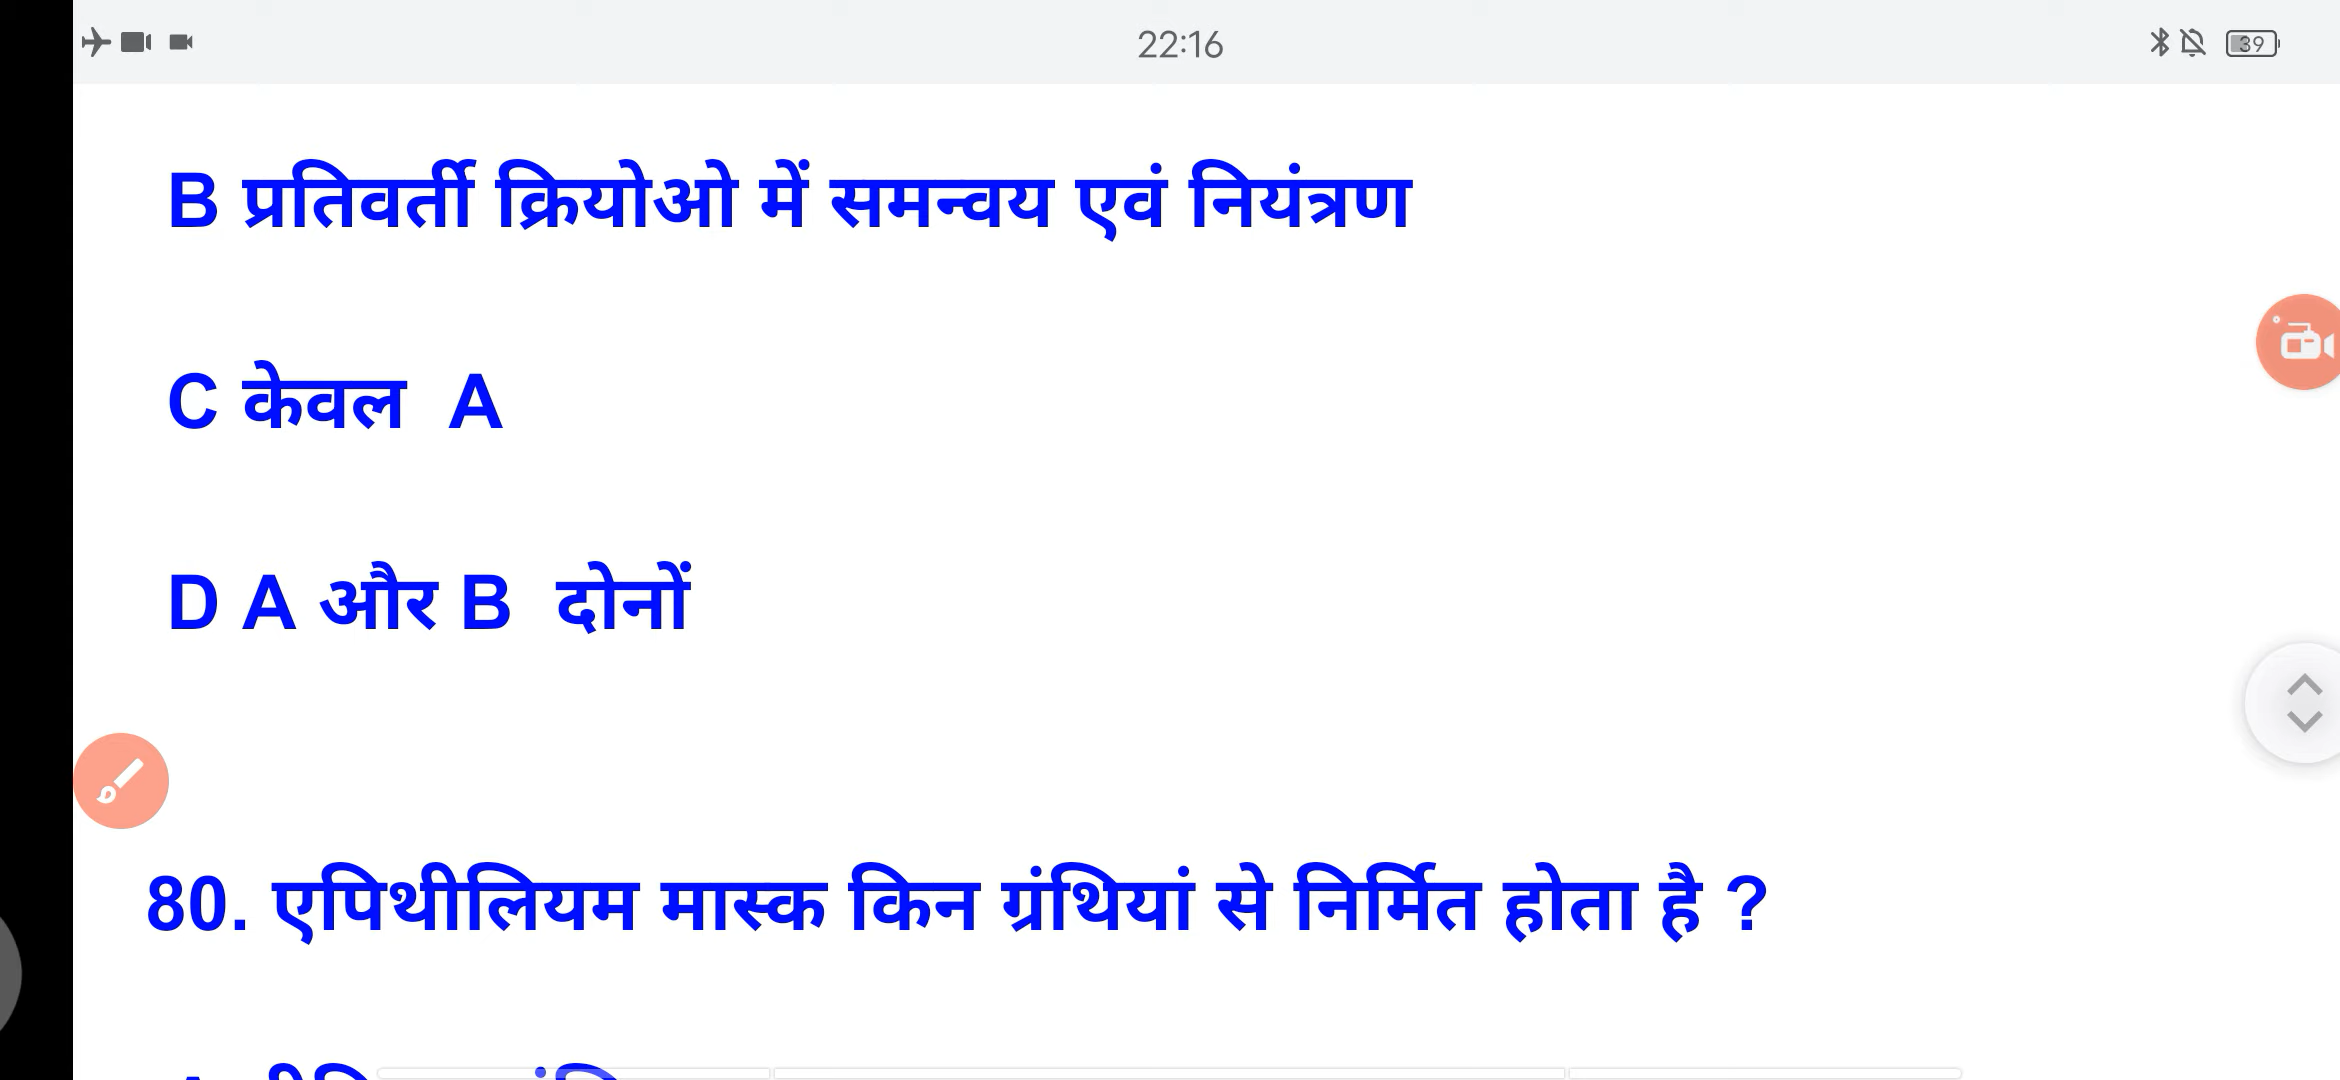 22:16
39
B प्रतिवर्ती क्रियोओ में समन्वय एवं नियंत्रण
C केवल A
D A और B दोनों
80. एपिथीलियम मास्क किन ग्रंथियां से निर्मित होता है ?